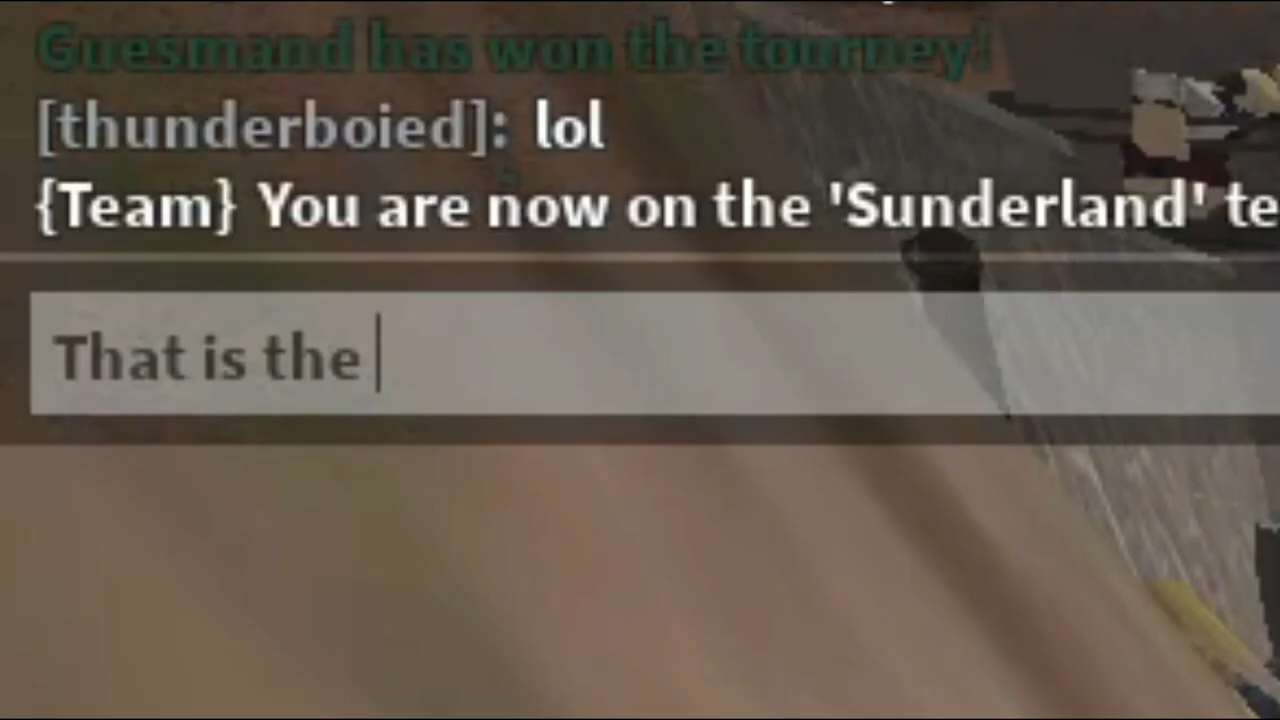 Guesmand has won the tourney!
[thunderboied]: lol
{Team} You are now on the 'Sunderland' te
That is the